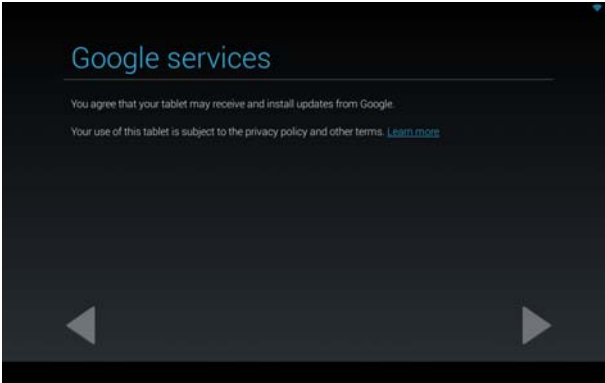 Google services
You agree that your tablet may receive and install updates from Google.
Your use of this tablet is subject to the privacy policy and other terms. Learn more